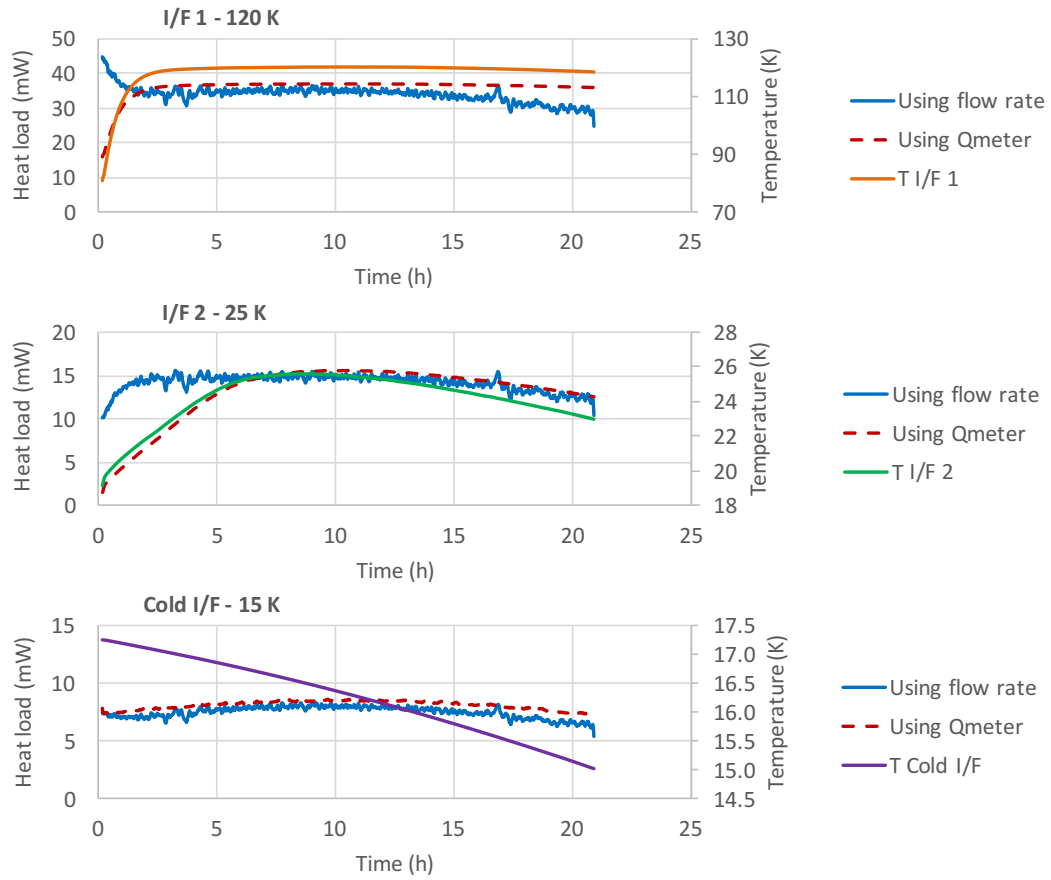 I/F 1 - 120 K
Heat load (mW)
50
40
30
20
10
0
130
110
90
70
Temperature (K)
0 5 10 15 20 25
Time (h)
Using flow rate
Using Qmeter
T I/F 1
I/F 2 - 25 K
Heat load (mW)
20
15
10
5
0
28
26
24
22
20
18
Temperature (K)
0 5 10 15 20 25
Time (h)
Using flow rate
Using Qmeter
T I/F 2
Cold I/F - 15 K
Heat load (mW)
15
10
5
0
17.5
17.0
16.5
16.0
15.5
15.0
14.5
Temperature (K)
0 5 10 15 20 25
Time (h)
Using flow rate
Using Qmeter
T Cold I/F